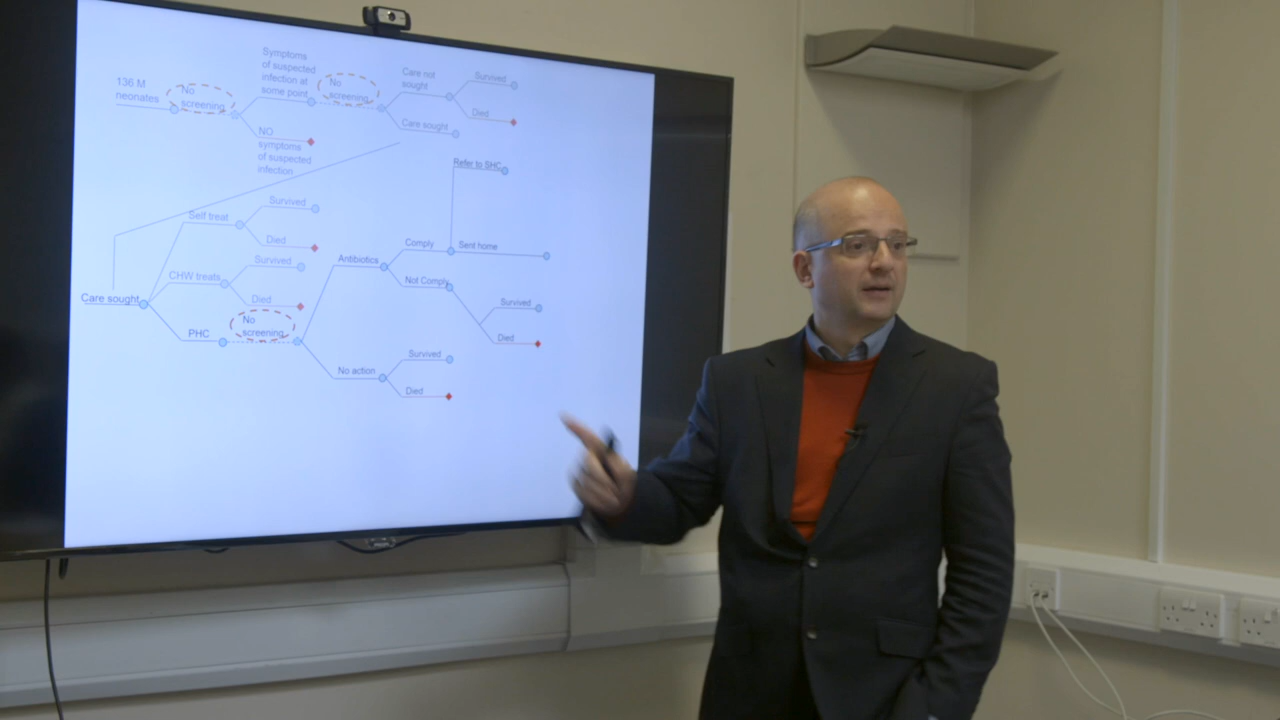 136 M
neonates
No
screening
Symptoms
of suspected
infection at
some point
No
screening
Care not
sought
Survived
Died
Care sought
NO
symptoms
of suspected
infection
Refer to SHC
Self treat
Survived
Died
CHW treats
Survived
Died
Care sought
PHC
No
screening
Antibiotics
Comply
Sent home
Not Comply
Survived
Died
No action
Survived
Died